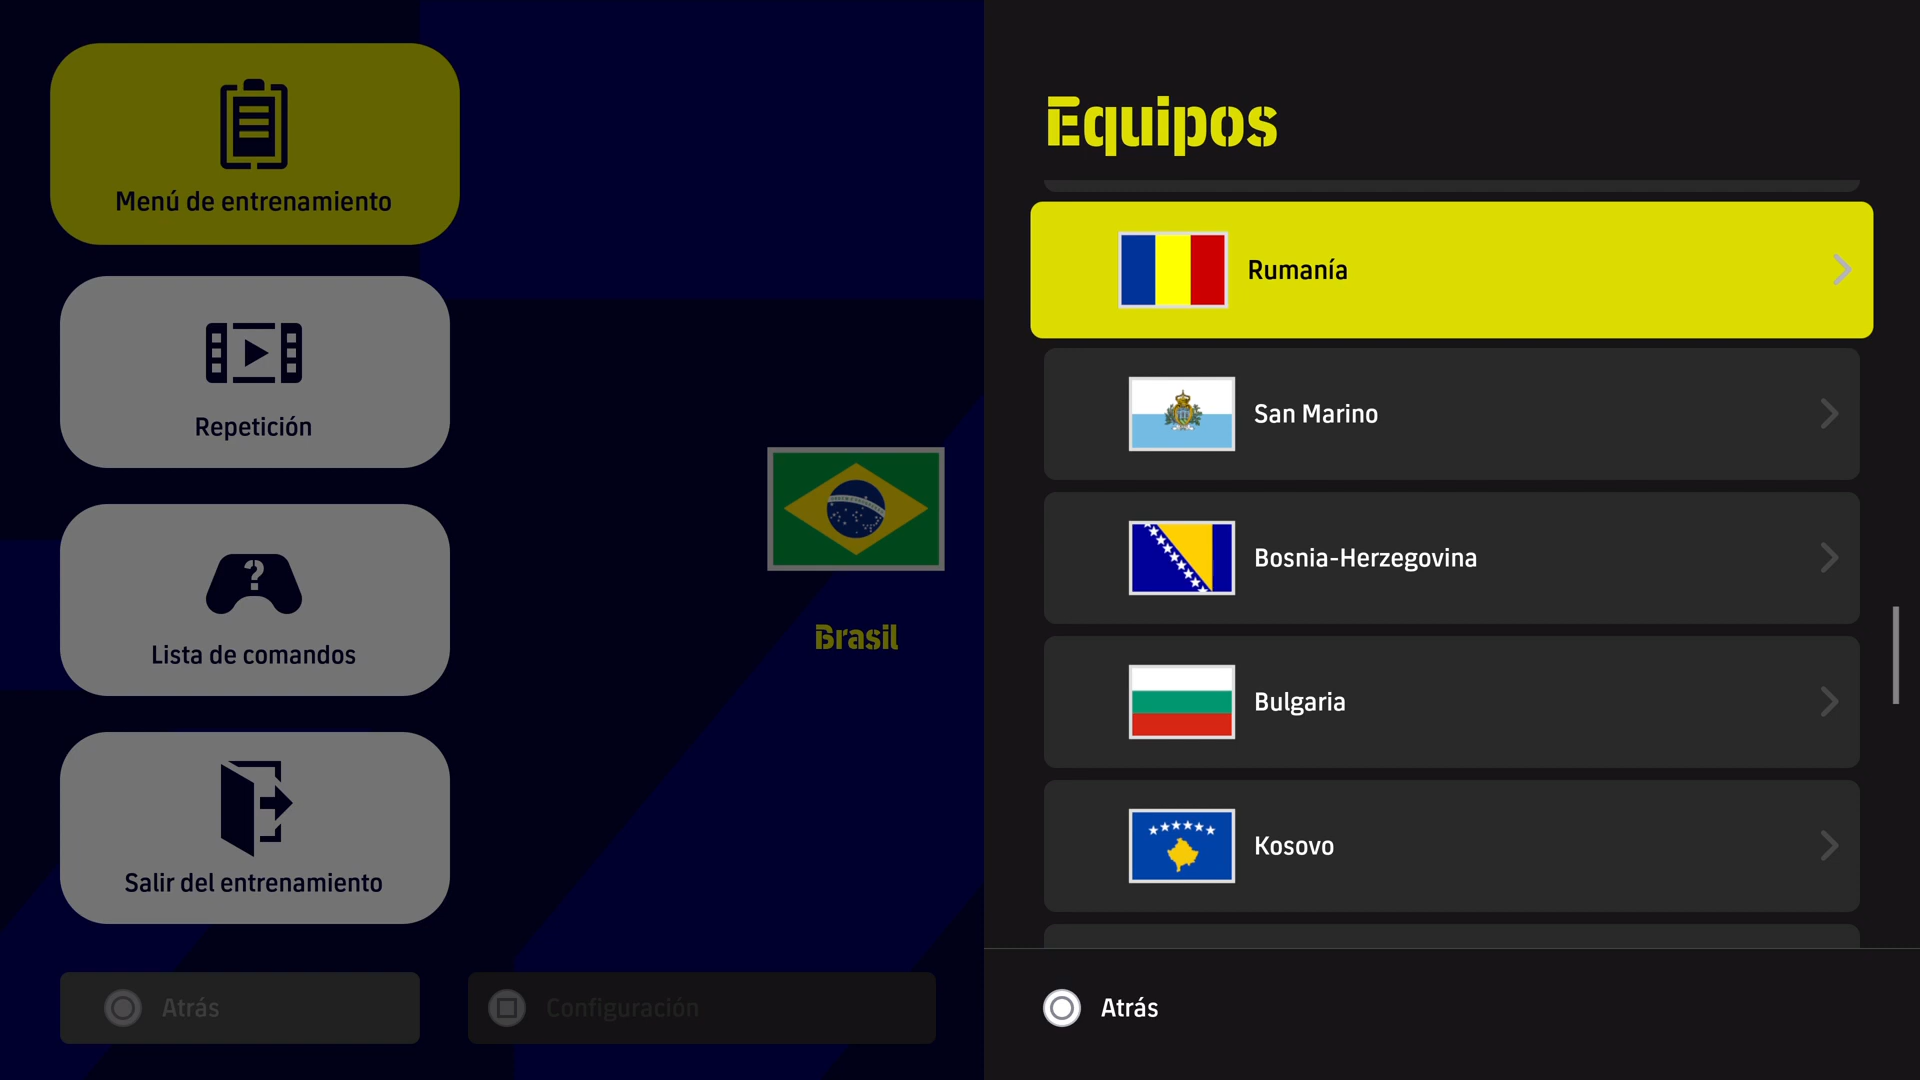 Menú de entrenamiento
Repetición
Lista de comandos
Salir del entrenamiento
Atrás
Configuración
Brasil
Equipos
Rumanía
San Marino
Bosnia-Herzegovina
Bulgaria
Kosovo
Atrás